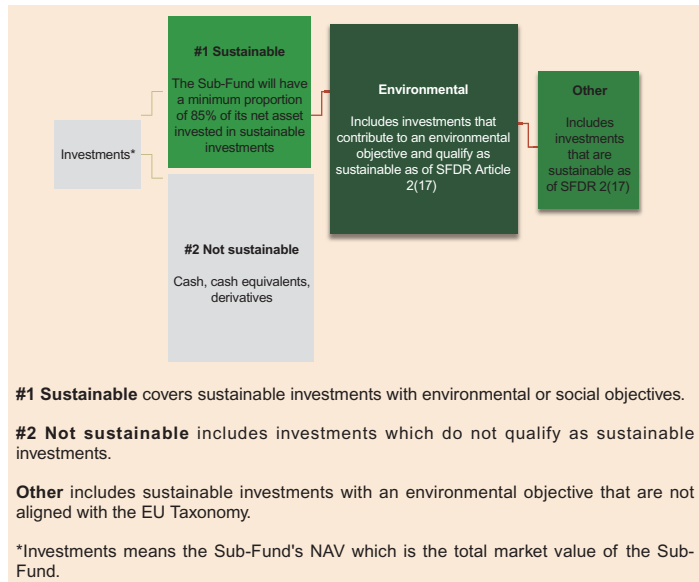 Investments*
#1 Sustainable
The Sub-Fund will have
a minimum proportion
of 85% of its net asset
invested in sustainable
investments
#2 Not sustainable
Cash, cash equivalents,
derivatives
Environmental
Includes investments that
contribute to an environmental
objective and qualify as
sustainable as of SFDR Article
2(17)
Other
Includes
investments
that are
sustainable as
of SFDR 2(17)
#1 Sustainable covers sustainable investments with environmental or social objectives.
#2 Not sustainable includes investments which do not qualify as sustainable
investments.
Other includes sustainable investments with an environmental objective that are not
aligned with the EU Taxonomy.
*Investments means the Sub-Fund's NAV which is the total market value of the Sub-
Fund.